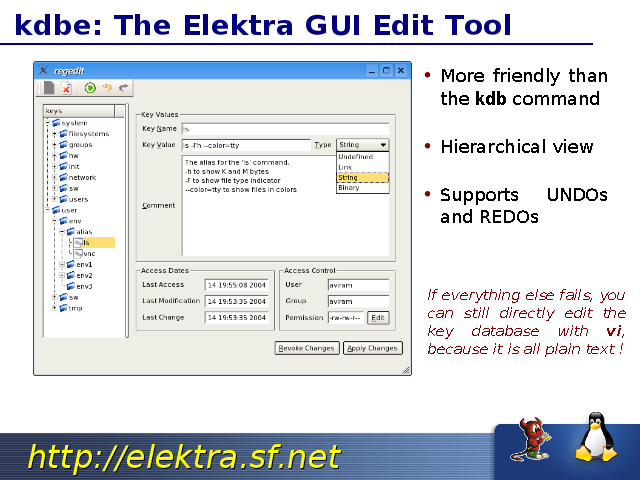 kdbe: The Elektra GUI Edit Tool
regedit
keys
system
filesystems
groups
hw
init
network
sw
users
user
env
alias
ls
vnc
env1
env2
env3
sw
tmp
Key Values
Key Name ls
Key Value ls -Fh --color=tty Type String
Undefined
Link
String
Binary
Comment
The alias for the 'ls' command.
-h to show K and M bytes
-F to show file type indicator
--color=tty to show files in colors
Access Dates
Last Access 14 19:55:08 2004
Last Modification 14 19:53:35 2004
Last Change 14 19:53:35 2004
Access Control
User aviram
Group aviram
Permission -rw-rw-r-- Edit
Revoke Changes Apply Changes
• More friendly than
the kdb command
• Hierarchical view
• Supports UNDOs
and REDOs
If everything else fails, you
can still directly edit the
key database with vi,
because it is all plain text !
http://elektra.sf.net